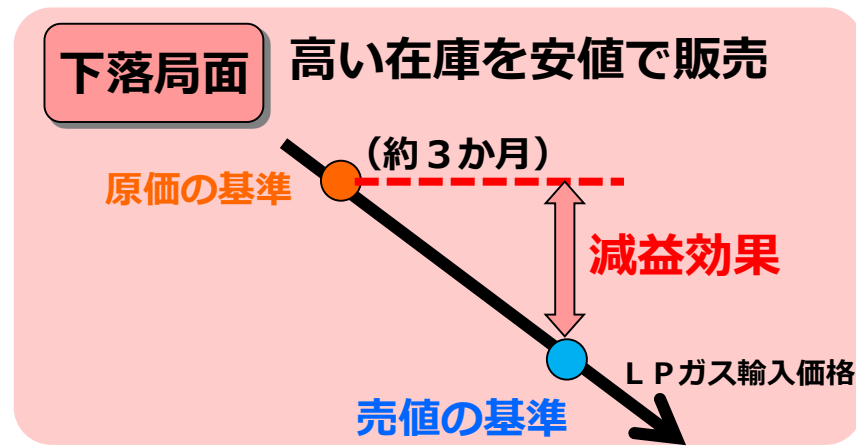 下落局面
高い在庫を安値で販売
（約３か月）
原価の基準
減益効果
ＬＰガス輸入価格
売値の基準